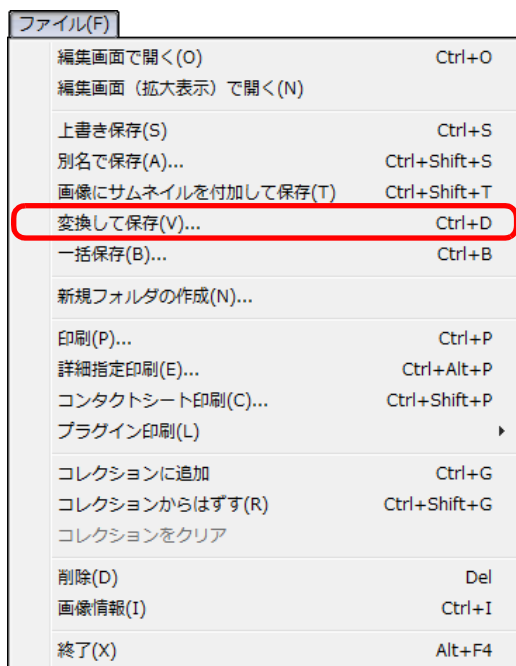 ファイル(F)
編集画面で開く(O) Ctrl+O
編集画面（拡大表示）で開く(N)
上書き保存(S) Ctrl+S
別名で保存(A)... Ctrl+Shift+S
画像にサムネイルを付加して保存(T) Ctrl+Shift+T
変換して保存(V)... Ctrl+D
一括保存(B)... Ctrl+B
新規フォルダの作成(N)...
印刷(P)... Ctrl+P
詳細指定印刷(E)... Ctrl+Alt+P
コンタクトシート印刷(C)... Ctrl+Shift+P
プラグイン印刷(L)
コレクションに追加 Ctrl+G
コレクションからはずす(R) Ctrl+Shift+G
コレクションをクリア
削除(D) Del
画像情報(I) Ctrl+I
終了(X) Alt+F4